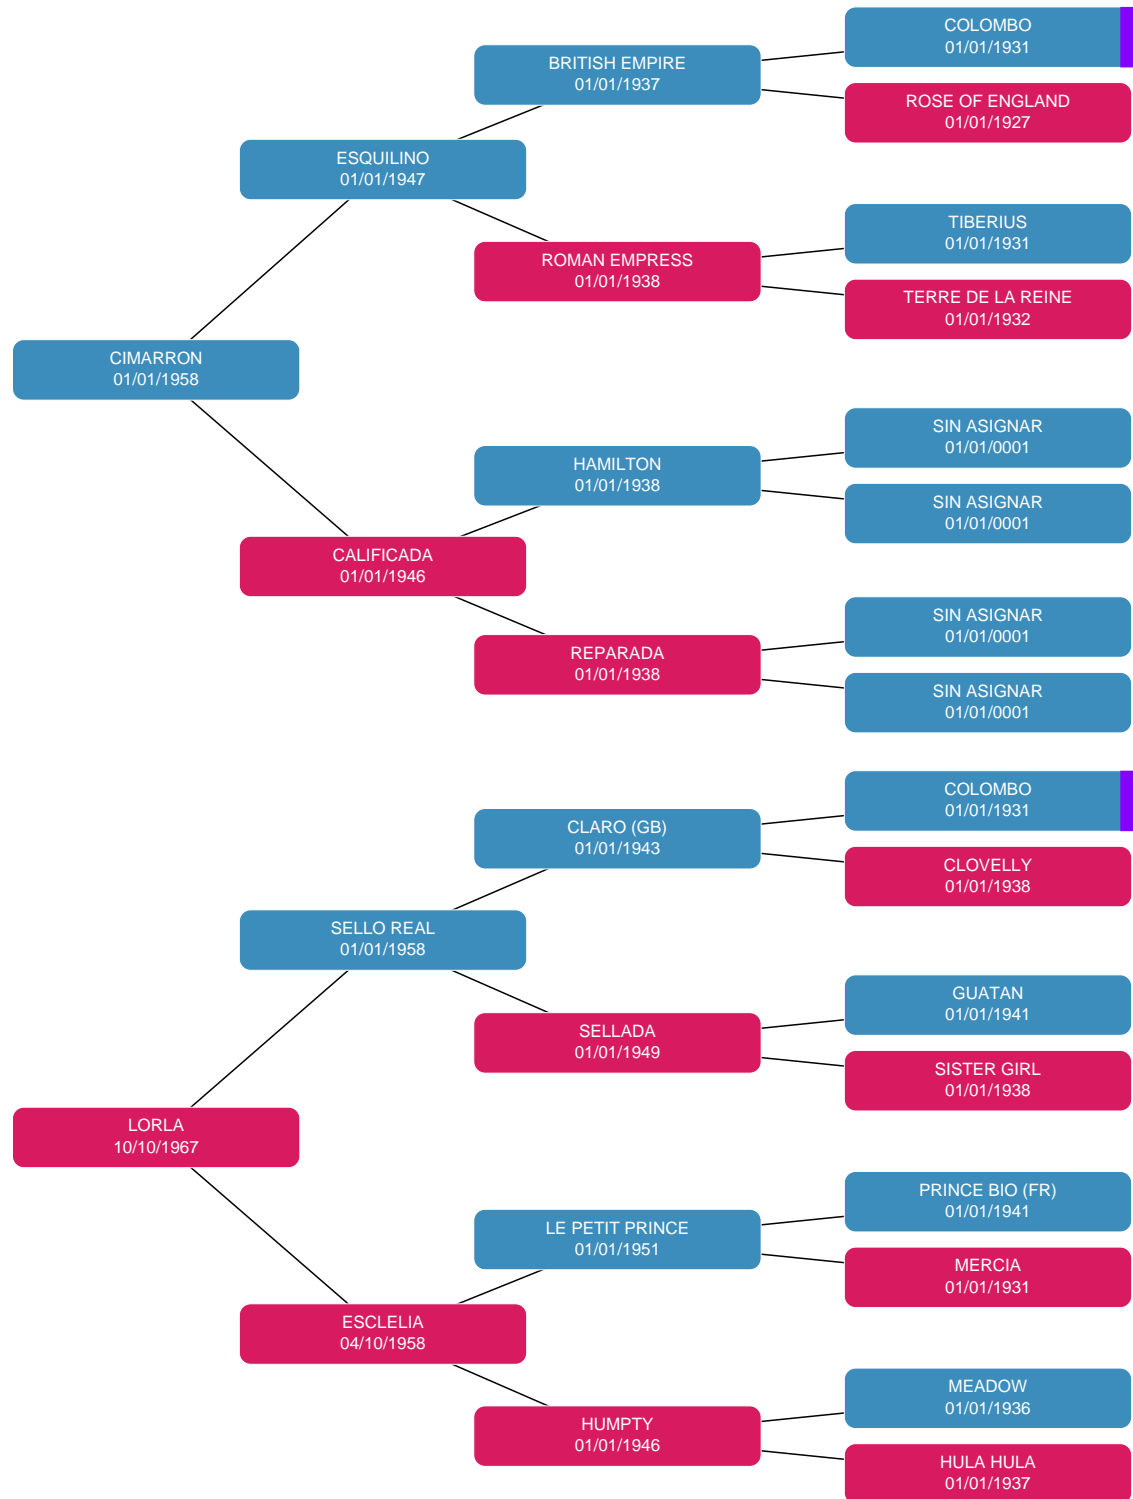 COLOMBO
01/01/1931
BRITISH EMPIRE
01/01/1937
ROSE OF ENGLAND
01/01/1927
ESQUILINO
01/01/1947
TIBERIUS
01/01/1931
ROMAN EMPRESS
01/01/1938
TERRE DE LA REINE
01/01/1932
CIMARRON
01/01/1958
SIN ASIGNAR
01/01/0001
HAMILTON
01/01/1938
SIN ASIGNAR
01/01/0001
CALIFICADA
01/01/1946
SIN ASIGNAR
01/01/0001
REPARADA
01/01/1938
SIN ASIGNAR
01/01/0001
COLOMBO
01/01/1931
CLARO (GB)
01/01/1943
CLOVELLY
01/01/1938
SELLO REAL
01/01/1958
GUATAN
01/01/1941
SELLADA
01/01/1949
SISTER GIRL
01/01/1938
LORLA
10/10/1967
PRINCE BIO (FR)
01/01/1941
LE PETIT PRINCE
01/01/1951
MERCIA
01/01/1931
ESCLELIA
04/10/1958
MEADOW
01/01/1936
HUMPTY
01/01/1946
HULA HULA
01/01/1937